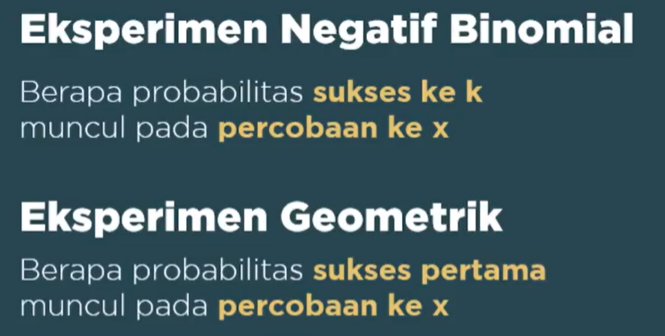 Eksperimen Negatif Binomial
Berapa probabilitas sukses ke k
muncul pada percobaan ke x
Eksperimen Geometrik
Berapa probabilitas sukses pertama
muncul pada percobaan ke x